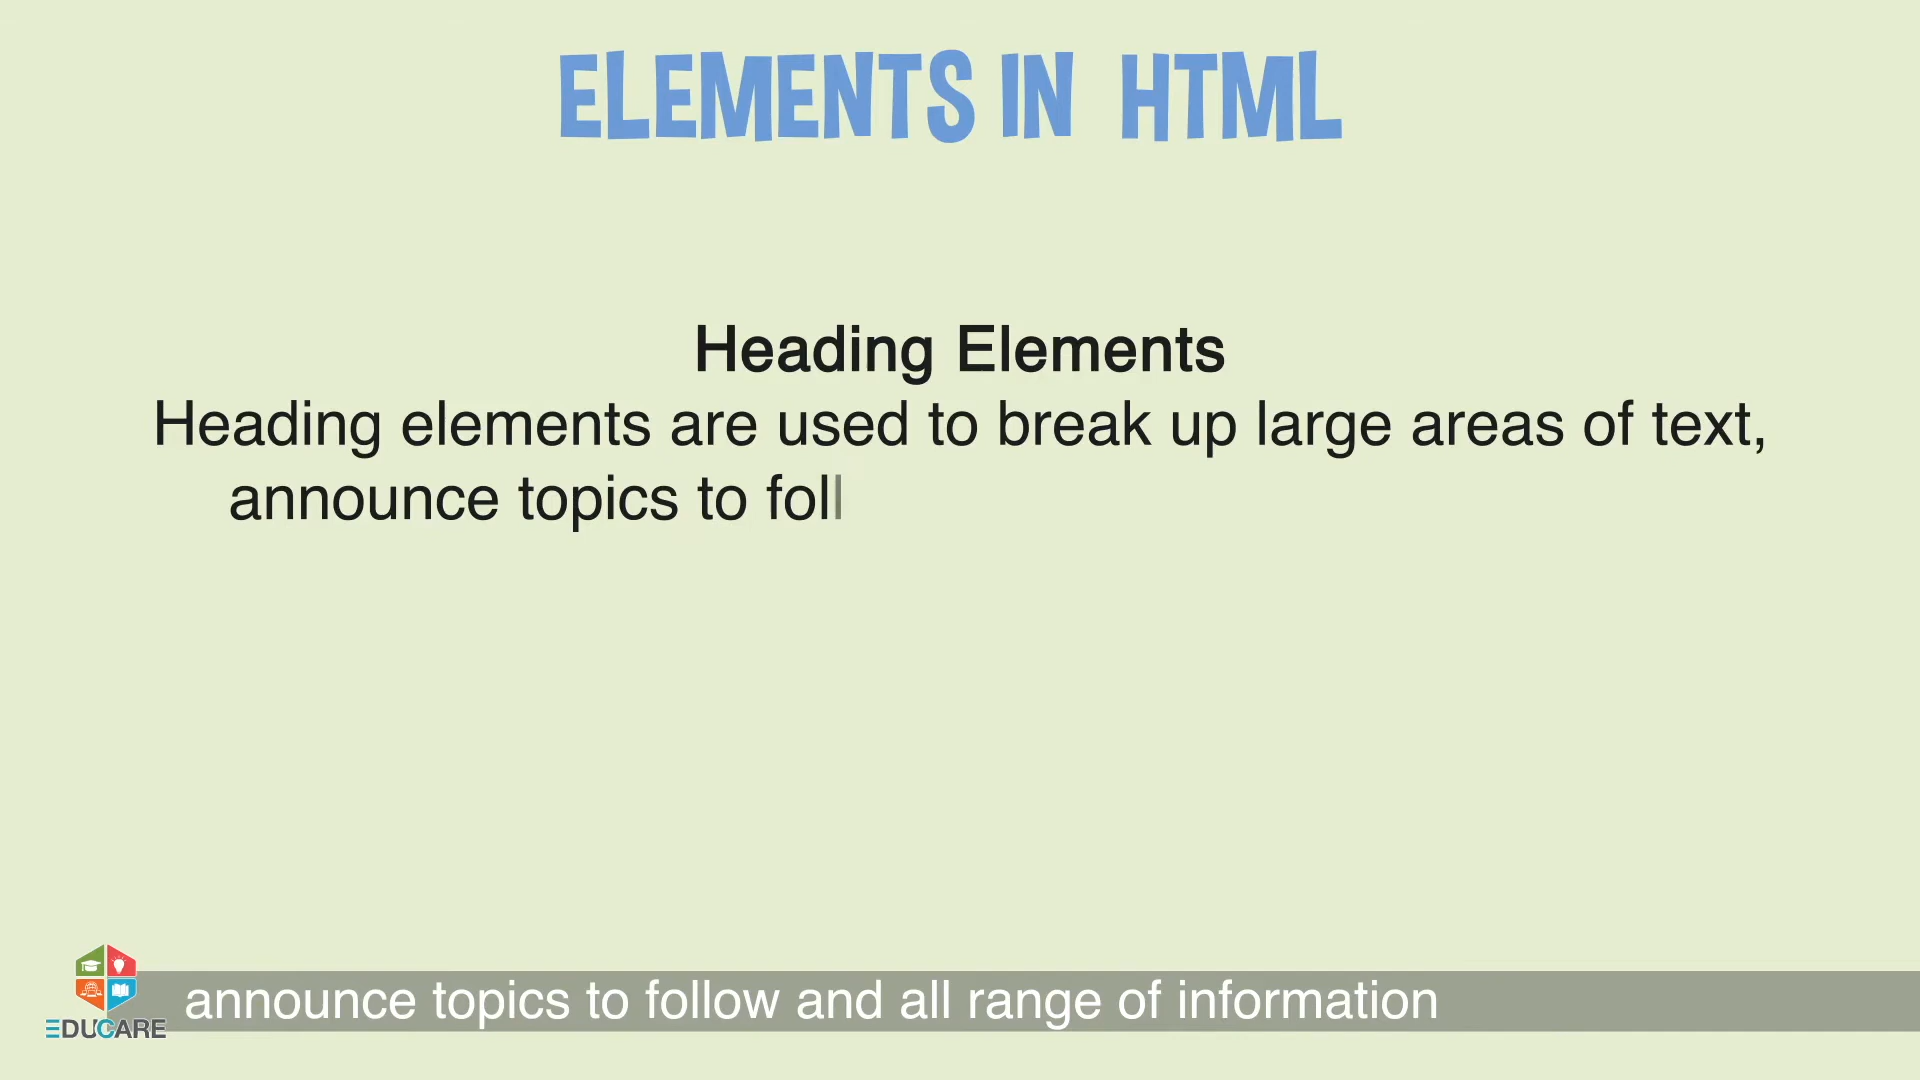 ELEMENTS IN HTML
Heading Elements
Heading elements are used to break up large areas of text,
announce topics to foll
announce topics to follow and all range of information
EDUCARE